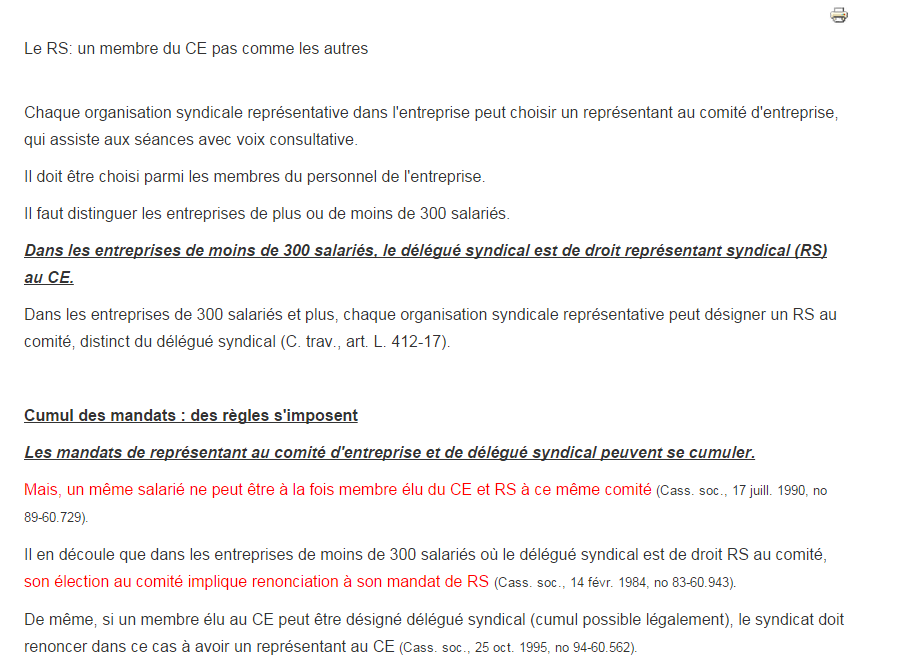 Le RS: un membre du CE pas comme les autres
Chaque organisation syndicale représentative dans l'entreprise peut choisir un représentant au comité d'entreprise,
qui assiste aux séances avec voix consultative.
Il doit être choisi parmi les membres du personnel de l'entreprise.
Il faut distinguer les entreprises de plus ou de moins de 300 salariés.
Dans les entreprises de moins de 300 salariés, le délégué syndical est de droit représentant syndical (RS)
au CE.
Dans les entreprises de 300 salariés et plus, chaque organisation syndicale représentative peut désigner un RS au
comité, distinct du délégué syndical (C. trav., art. L. 412-17).
Cumul des mandats : des règles s'imposent
Les mandats de représentant au comité d'entreprise et de délégué syndical peuvent se cumuler.
Mais, un même salarié ne peut être à la fois membre élu du CE et RS à ce même comité (Cass. soc., 17 juill. 1990, no
89-60.729).
Il en découle que dans les entreprises de moins de 300 salariés où le délégué syndical est de droit RS au comité,
son élection au comité implique renonciation à son mandat de RS (Cass. soc., 14 févr. 1984, no 83-60.943).
De même, si un membre élu au CE peut être désigné délégué syndical (cumul possible légalement), le syndicat doit
renoncer dans ce cas à avoir un représentant au CE (Cass. soc., 25 oct. 1995, no 94-60.562).